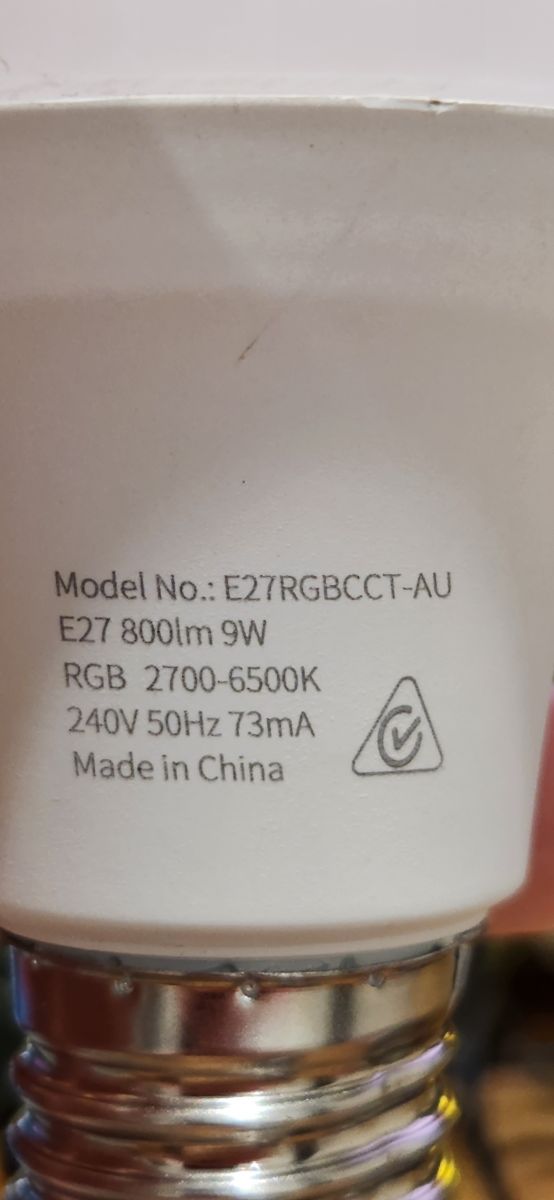 Model No.: E27RGBCCT-AU
E27 800lm 9W
RGB 2700-6500K
240V 50Hz 73mA
Made in China